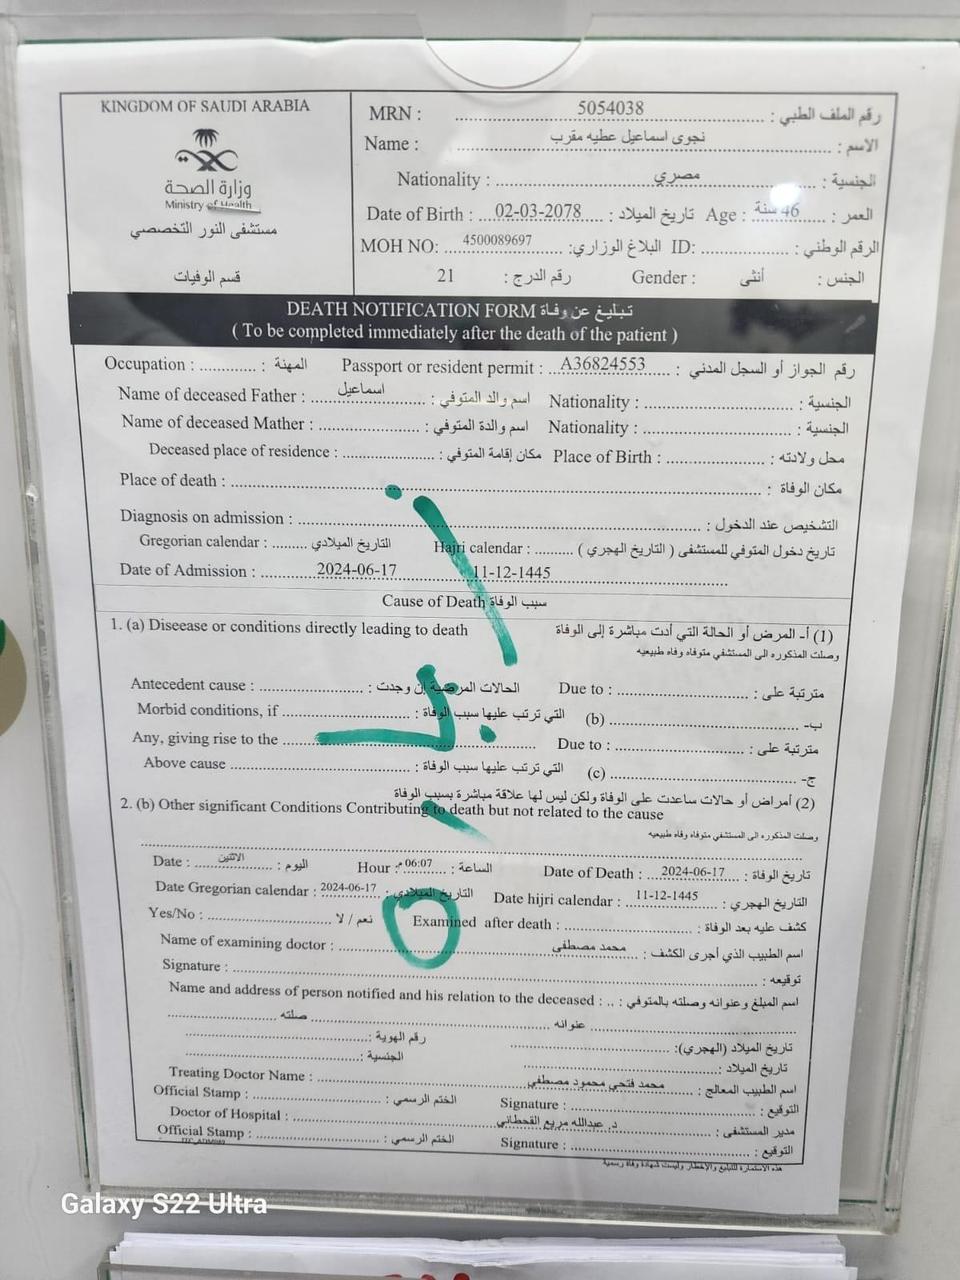 KINGDOM OF SAUDI ARABIA
وزارة الصحة
Ministry of Health
مستشفى النور التخصصي
قسم الوفيات
MRN : 5054038 رقم الملف الطبي :
Name : نجوى اسماعيل عطيه مقرب الاسم :
Nationality : مصري الجنسية :
Date of Birth : 02-03-2078 تاريخ الميلاد : Age : 46 سنة العمر :
MOH NO: 4500089697 البلاغ الوزاري: ID: الرقم الوطني :
21 رقم الدرج : Gender : أنثى الجنس :
DEATH NOTIFICATION FORM تبليغ عن وفاة
( To be completed immediately after the death of the patient )
Occupation : المهنة : Passport or resident permit : A36824553 رقم الجواز أو السجل المدني :
Name of deceased Father : اسماعيل اسم والد المتوفي : Nationality : الجنسية :
Name of deceased Mather : اسم والدة المتوفي : Nationality : الجنسية :
Deceased place of residence : مكان إقامة المتوفي : Place of Birth : محل ولادته :
Place of death : مكان الوفاة :
Diagnosis on admission : التشخيص عند الدخول :
Gregorian calendar : التاريخ الميلادي Hajri calendar : تاريخ دخول المتوفي للمستشفى ( التاريخ الهجري )
Date of Admission : 2024-06-17 11-12-1445
Cause of Death سبب الوفاة
1. (a) Diseease or conditions directly leading to death (1) أ- المرض أو الحالة التي أدت مباشرة إلى الوفاة
وصلت المذكوره الى المستشفي متوفاه وفاه طبيعيه
Antecedent cause : الحالات المرضية إن وجدت : Due to : مترتبة على :
Morbid conditions, if التي ترتب عليها سبب الوفاة : (b) ب-
Any, giving rise to the Due to : مترتبة على :
Above cause التي ترتب عليها سبب الوفاة : (c) ج-
(2) أمراض أو حالات ساعدت على الوفاة ولكن ليس لها علاقة مباشرة بسبب الوفاة
2. (b) Other significant Conditions Contributing to death but not related to the cause
وصلت المذكوره الى المستشفي متوفاه وفاه طبيعيه
Date : الاثنين اليوم : Hour : 06:07 م الساعة : Date of Death : 2024-06-17 تاريخ الوفاة :
Date Gregorian calendar : 2024-06-17 التاريخ الميلادي : Date hijri calendar : 11-12-1445 التاريخ الهجري :
Yes/No : نعم / لا Examined after death : كشف عليه بعد الوفاة :
Name of examining doctor : محمد مصطفى اسم الطبيب الذي أجرى الكشف :
Signature : توقيعه :
Name and address of person notified and his relation to the deceased : اسم المبلغ وعنوانه وصلته بالمتوفي :
صلته عنوانه
رقم الهوية : تاريخ الميلاد (الهجري):
الجنسية : تاريخ الميلاد :
Treating Doctor Name : محمد فتحي محمود مصطفي اسم الطبيب المعالج :
Official Stamp : الختم الرسمي : Signature : التوقيع :
Doctor of Hospital : د. عبدالله مريع القحطاني مدير المستشفى :
Official Stamp : الختم الرسمي : Signature : التوقيع :
هذه الاستمارة للتبليغ والإخطار وليست شهادة وفاة رسمية
Galaxy S22 Ultra